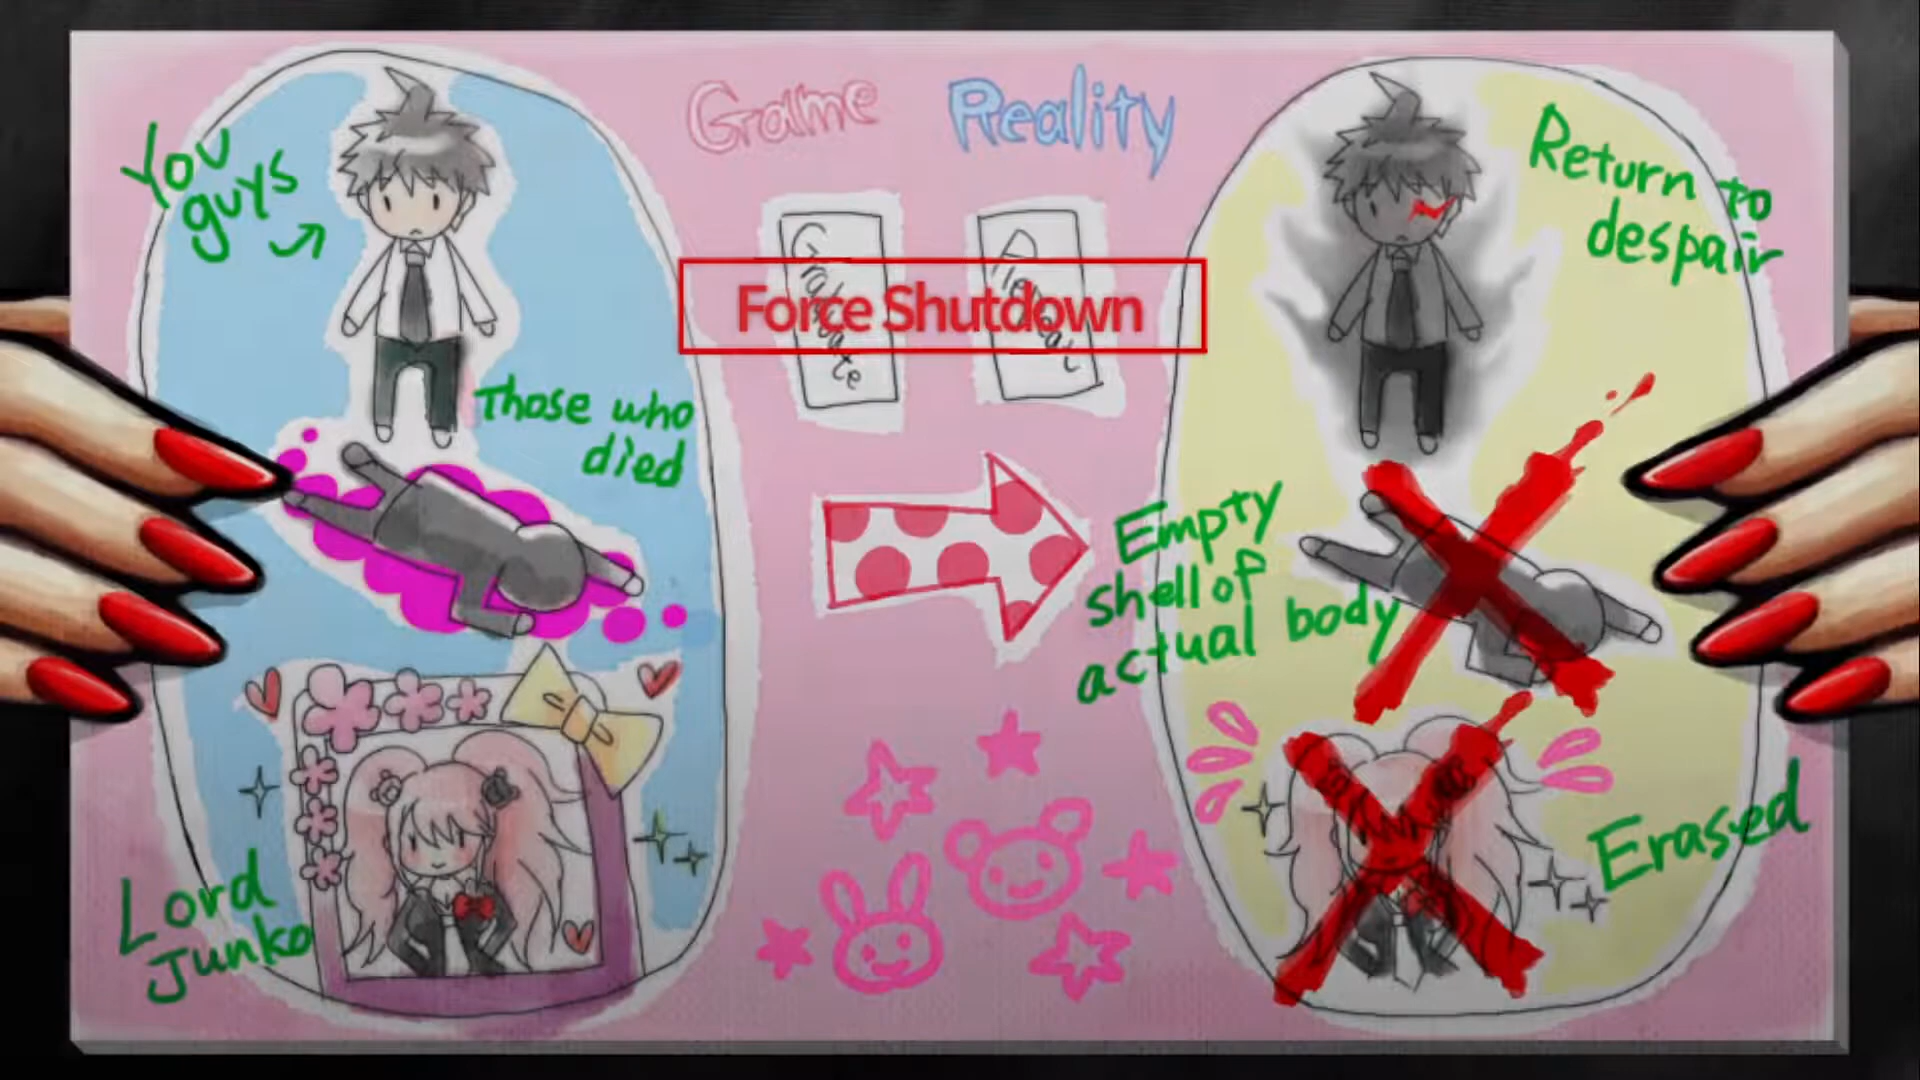 Game
Reality
You
guys
Return to
despair
Graduate
Force Shutdown
Those who
died
Empty
shell of
actual body
Lord
Junko
Erased